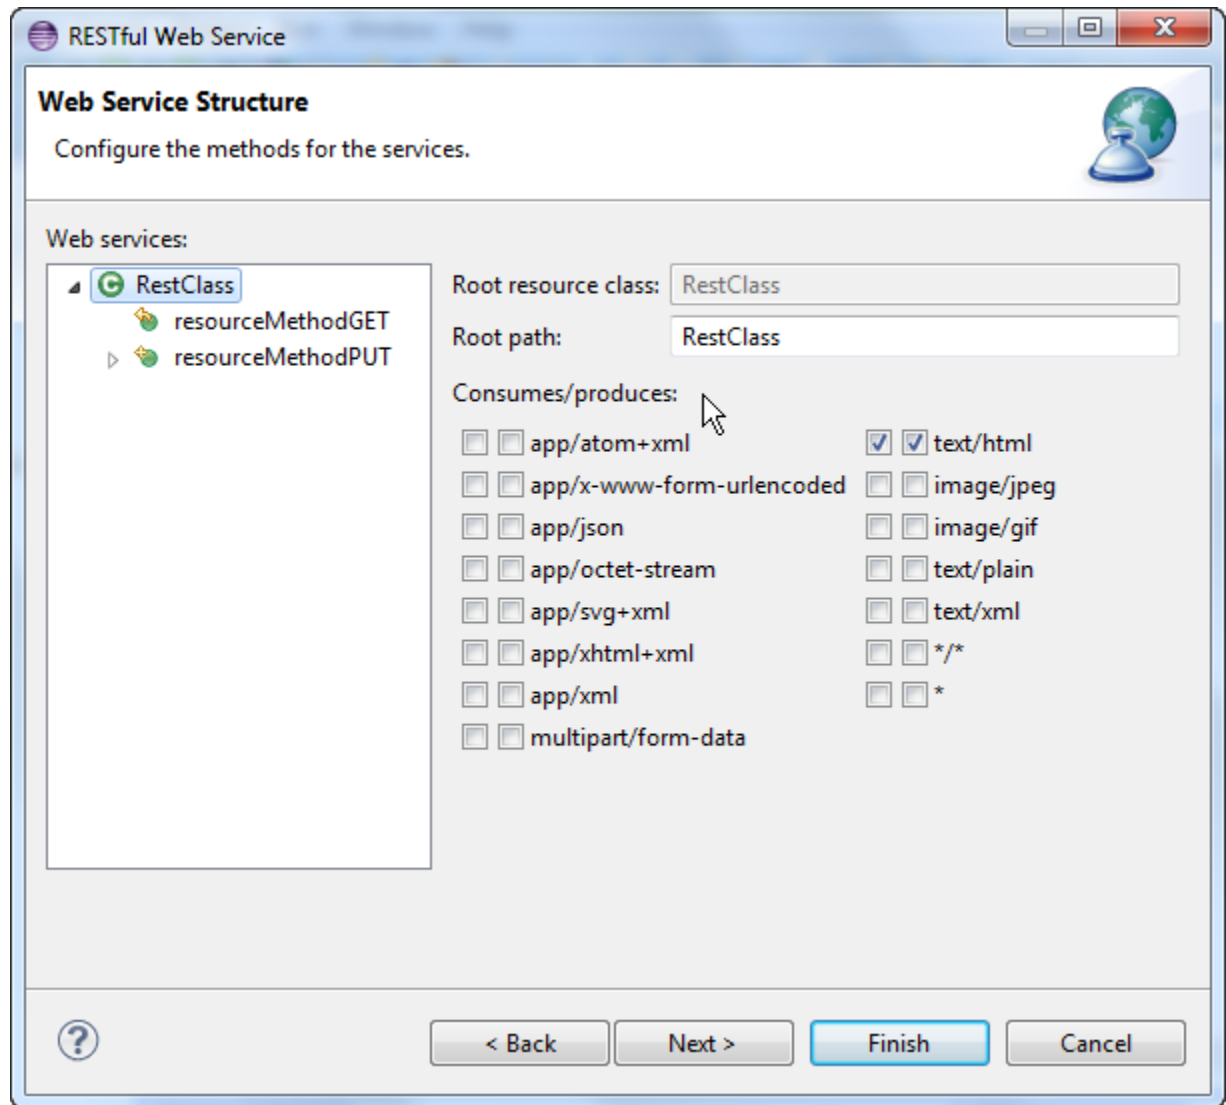 RESTful Web Service
Web Service Structure
Configure the methods for the services.
Web services:
RestClass
resourceMethodGET
resourceMethodPUT
Root resource class: RestClass
Root path: RestClass
Consumes/produces:
app/atom+xml text/html
app/x-www-form-urlencoded image/jpeg
app/json image/gif
app/octet-stream text/plain
app/svg+xml text/xml
app/xhtml+xml */*
app/xml *
multipart/form-data
? < Back Next > Finish Cancel